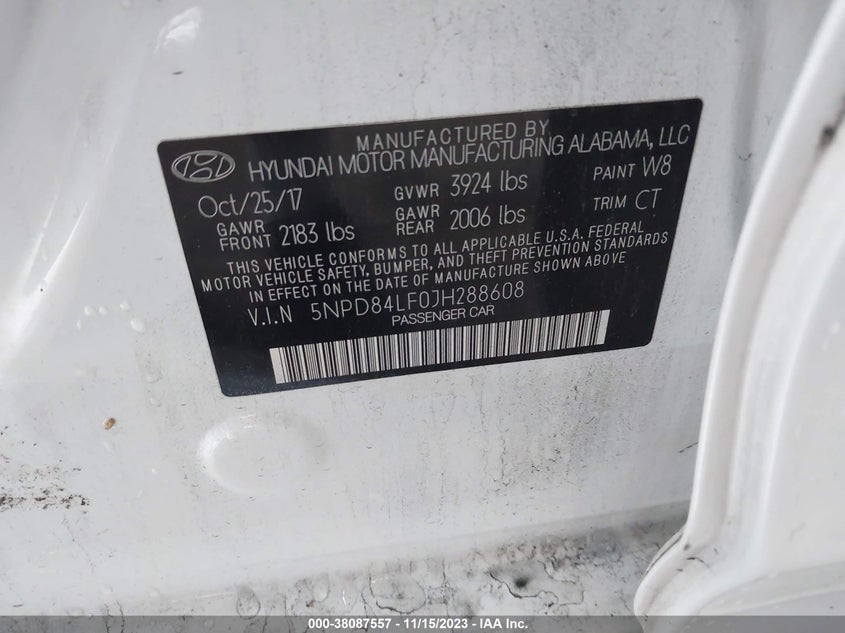 MANUFACTURED BY
HYUNDAI MOTOR MANUFACTURING ALABAMA, LLC
Oct/25/17 GVWR 3924 lbs PAINT W8
GAWR FRONT 2183 lbs GAWR REAR 2006 lbs TRIM CT
THIS VEHICLE CONFORMS TO ALL APPLICABLE U.S.A. FEDERAL
MOTOR VEHICLE SAFETY, BUMPER, AND THEFT PREVENTION STANDARDS
IN EFFECT ON THE DATE OF MANUFACTURE SHOWN ABOVE
V.I.N 5NPD84LF0JH288608
PASSENGER CAR
000-38087557 - 11/15/2023 - IAA Inc.